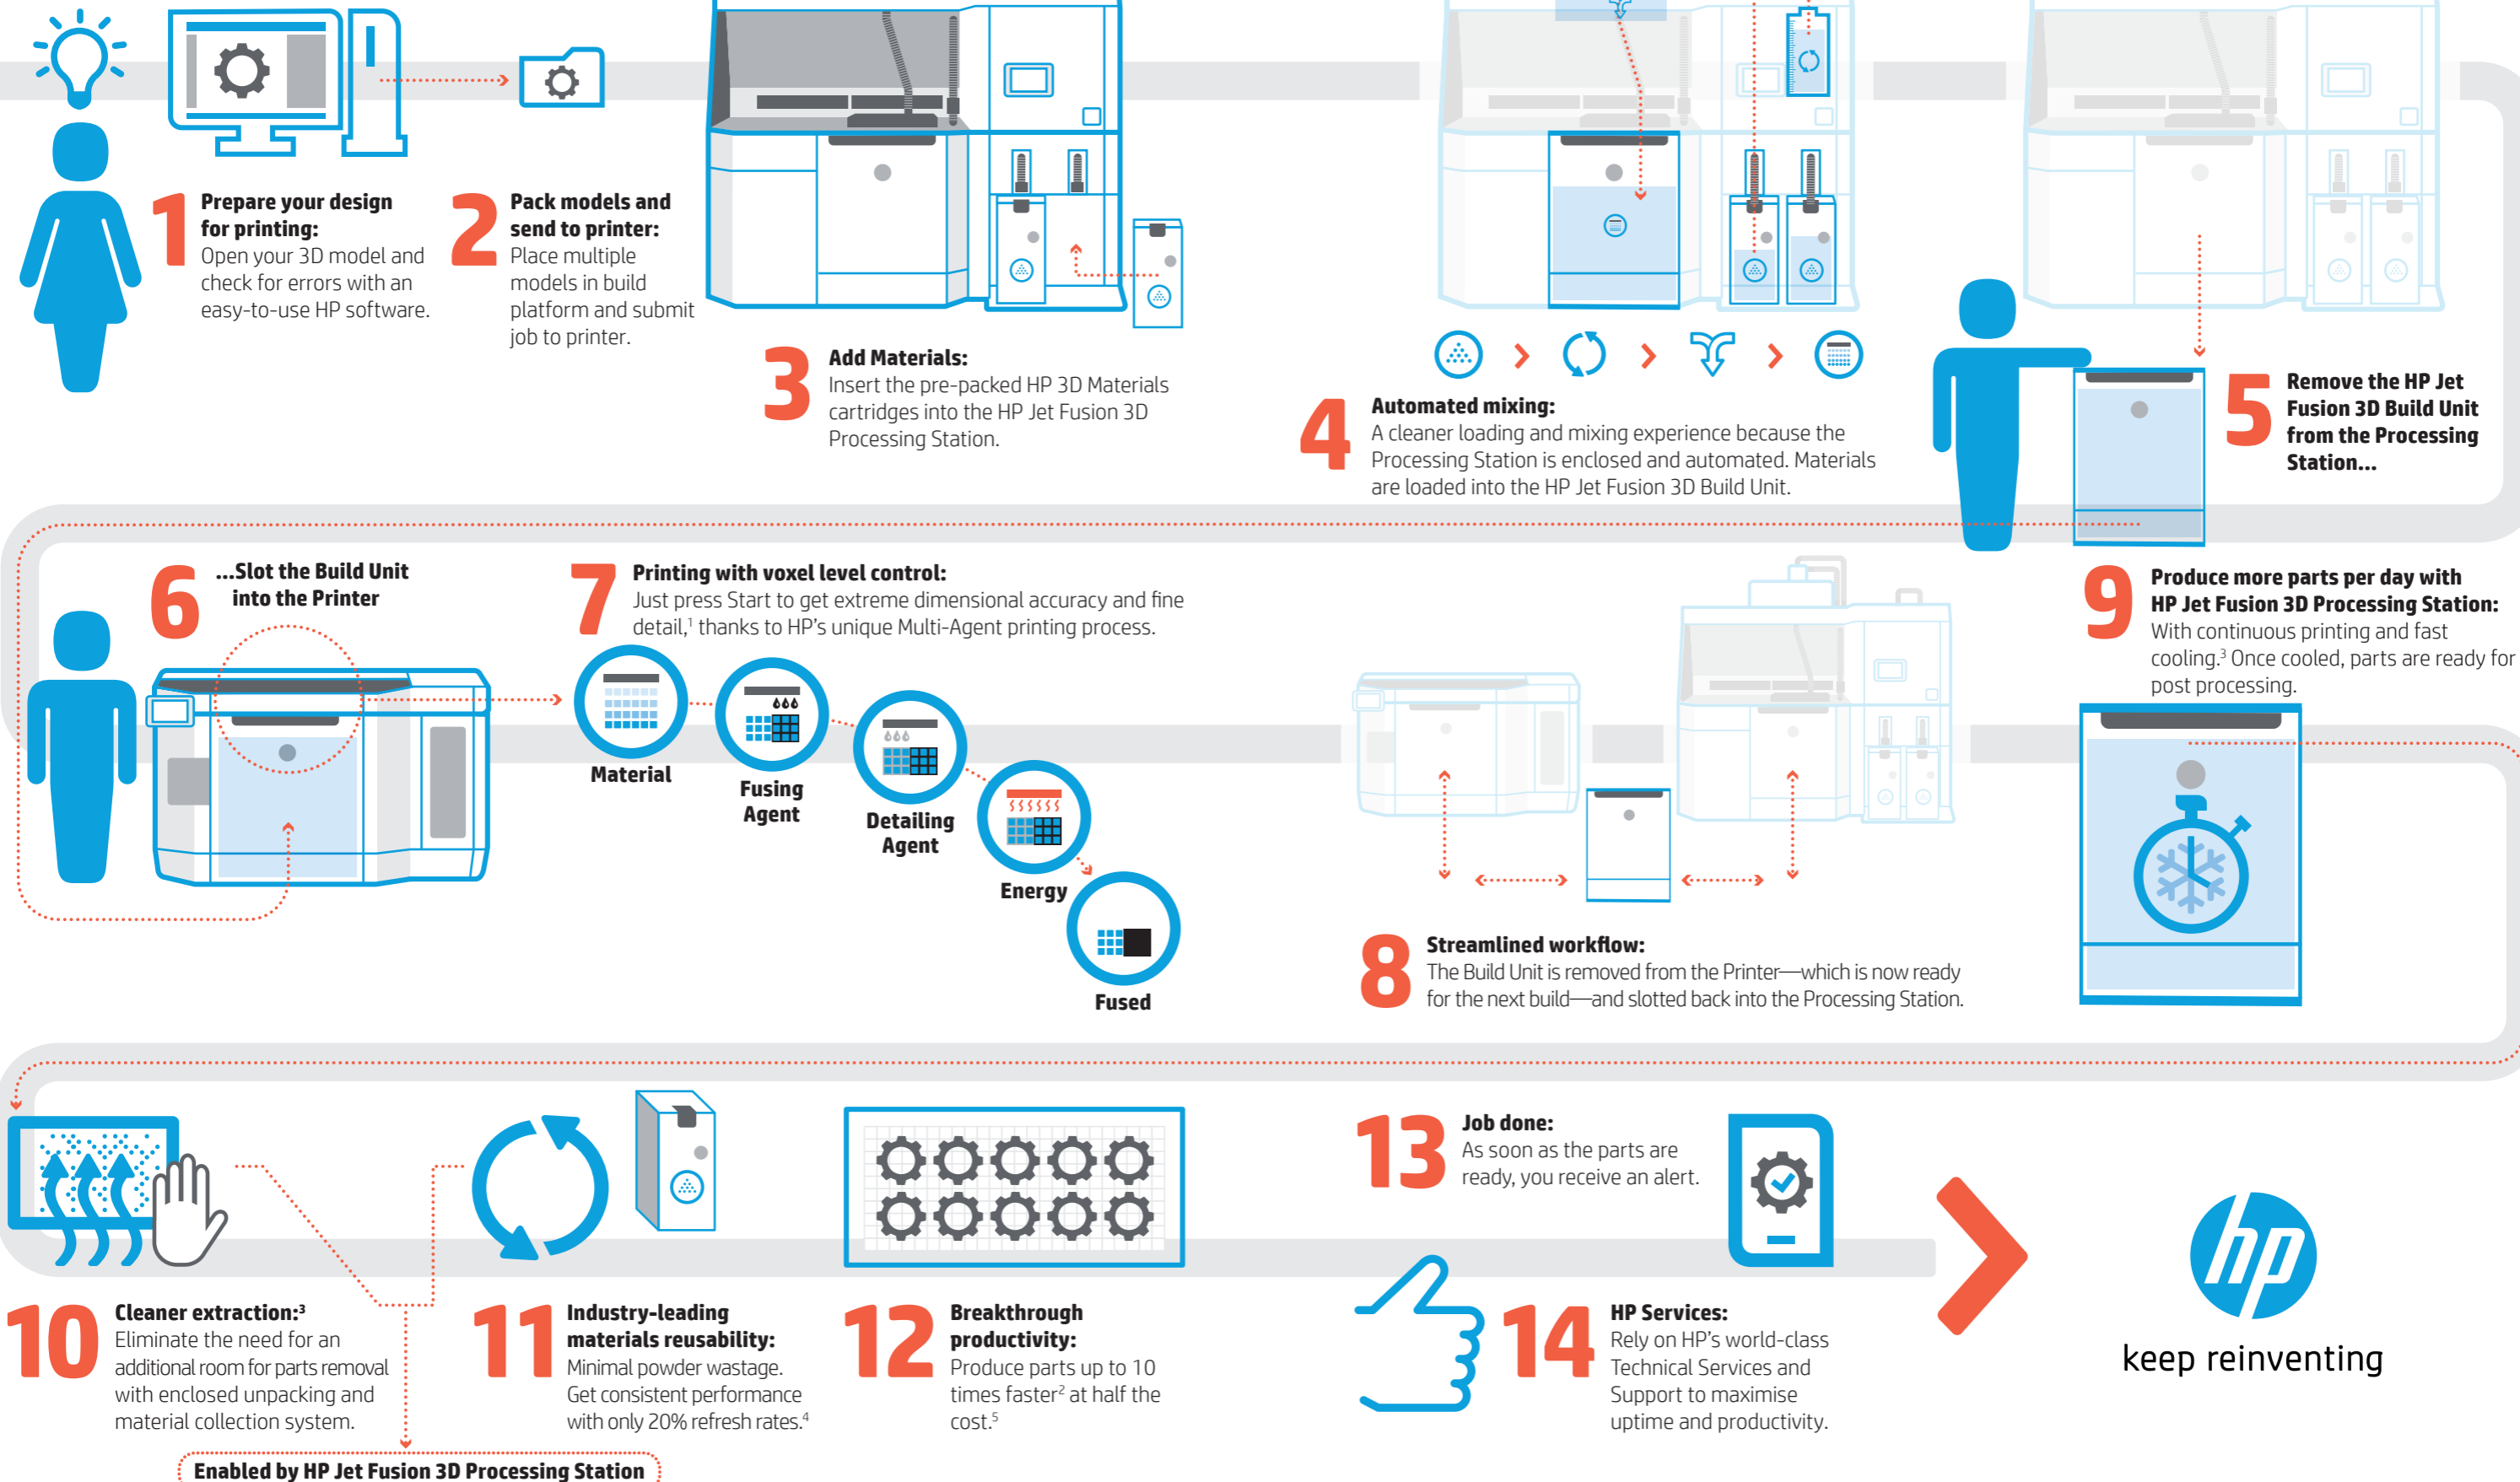 1
Prepare your design
for printing:
Open your 3D model and
check for errors with an
easy-to-use HP software.
2
Pack models and
send to printer:
Place multiple
models in build
platform and submit
job to printer.
3
Add Materials:
Insert the pre-packed HP 3D Materials
cartridges into the HP Jet Fusion 3D
Processing Station.
4
Automated mixing:
A cleaner loading and mixing experience because the
Processing Station is enclosed and automated. Materials
are loaded into the HP Jet Fusion 3D Build Unit.
5
Remove the HP Jet
Fusion 3D Build Unit
from the Processing
Station...
6
...Slot the Build Unit
into the Printer
7
Printing with voxel level control:
Just press Start to get extreme dimensional accuracy and fine
detail,¹ thanks to HP's unique Multi-Agent printing process.
Material
Fusing
Agent
Detailing
Agent
Energy
Fused
8
Streamlined workflow:
The Build Unit is removed from the Printer—which is now ready
for the next build—and slotted back into the Processing Station.
9
Produce more parts per day with
HP Jet Fusion 3D Processing Station:
With continuous printing and fast
cooling.³ Once cooled, parts are ready for
post processing.
10
Cleaner extraction:³
Eliminate the need for an
additional room for parts removal
with enclosed unpacking and
material collection system.
11
Industry-leading
materials reusability:
Minimal powder wastage.
Get consistent performance
with only 20% refresh rates.⁴
Enabled by HP Jet Fusion 3D Processing Station
12
Breakthrough
productivity:
Produce parts up to 10
times faster² at half the
cost.⁵
13
Job done:
As soon as the parts are
ready, you receive an alert.
14
HP Services:
Rely on HP's world-class
Technical Services and
Support to maximise
uptime and productivity.
hp
keep reinventing